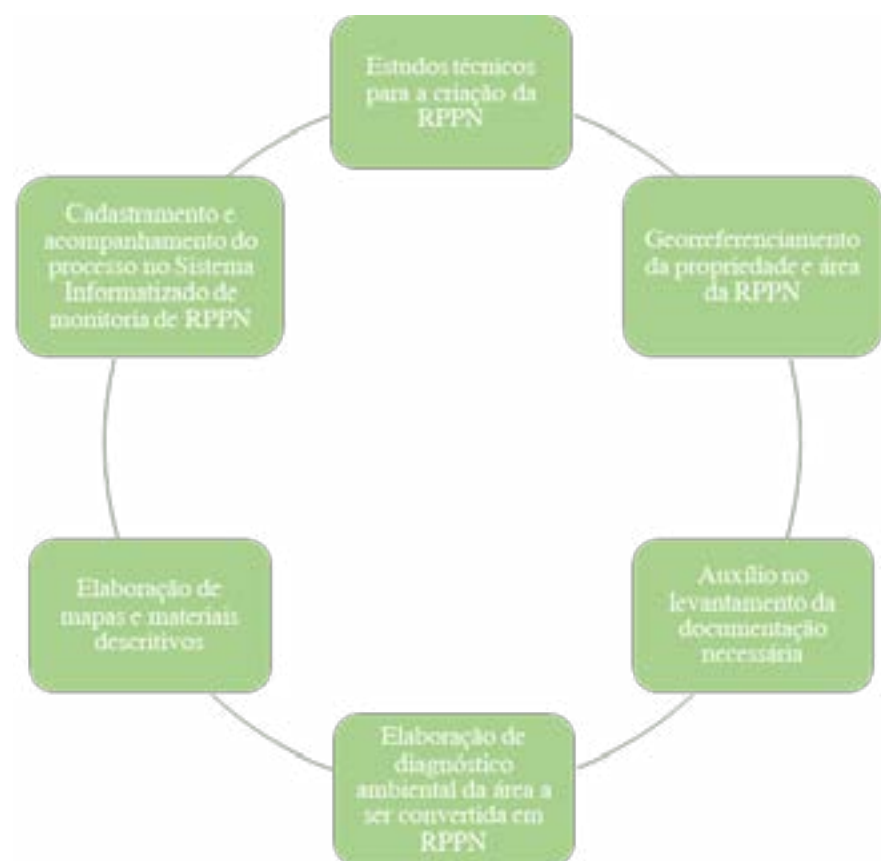 Estudos técnicos
para a criação da
RPPN
Georreferenciamento
da propriedade e área
da RPPN
Auxílio no
levantamento da
documentação
necessária
Elaboração de
diagnóstico
ambiental da área a
ser convertida em
RPPN
Elaboração de
mapas e materiais
descritivos
Cadastramento e
acompanhamento do
processo no Sistema
Informatizado de
monitoria de RPPN